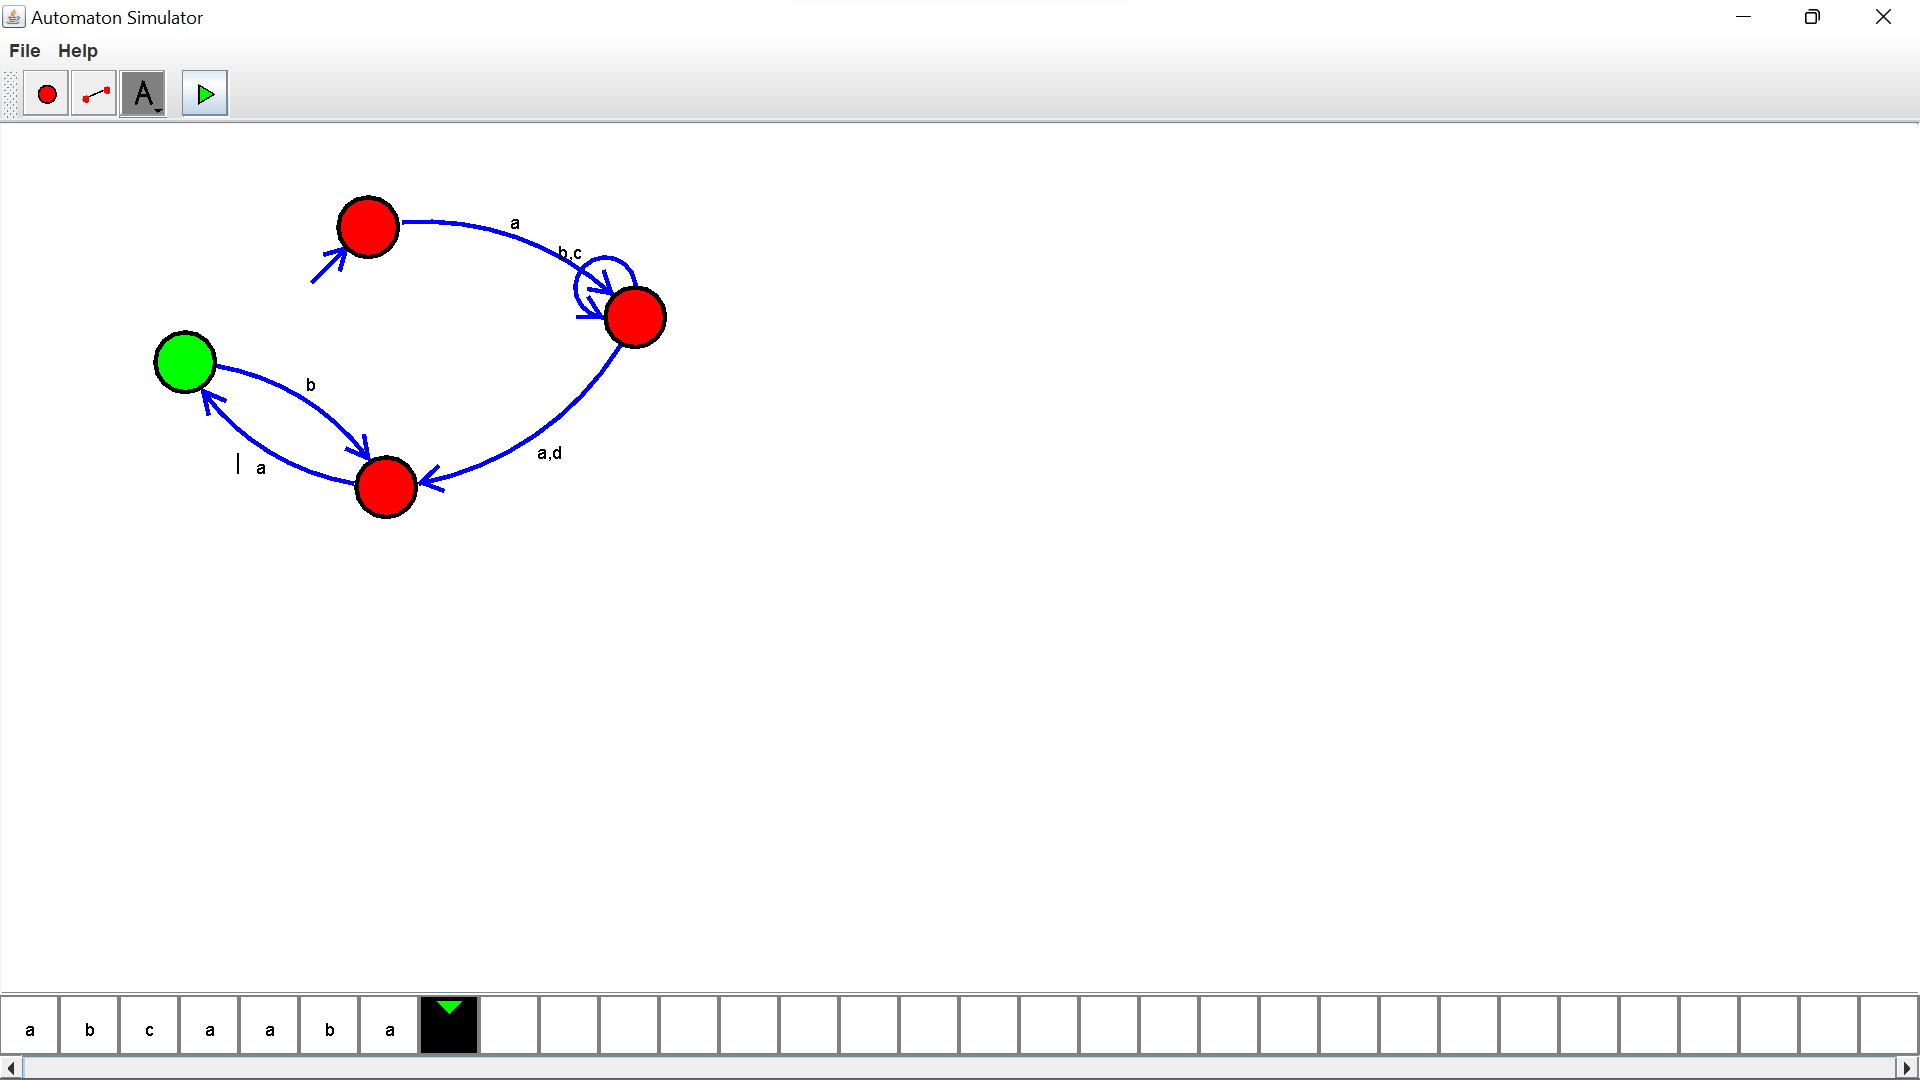 Automaton Simulator
File Help
A
a
b,c
b
a,d
a
a b c a a b a